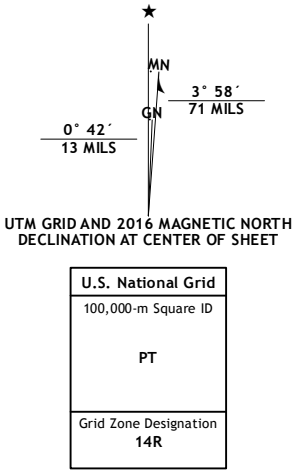 ★
MN
3° 58´
71 MILS
GN
0° 42´
13 MILS
UTM GRID AND 2016 MAGNETIC NORTH
DECLINATION AT CENTER OF SHEET
U.S. National Grid
100,000-m Square ID
PT
Grid Zone Designation
14R